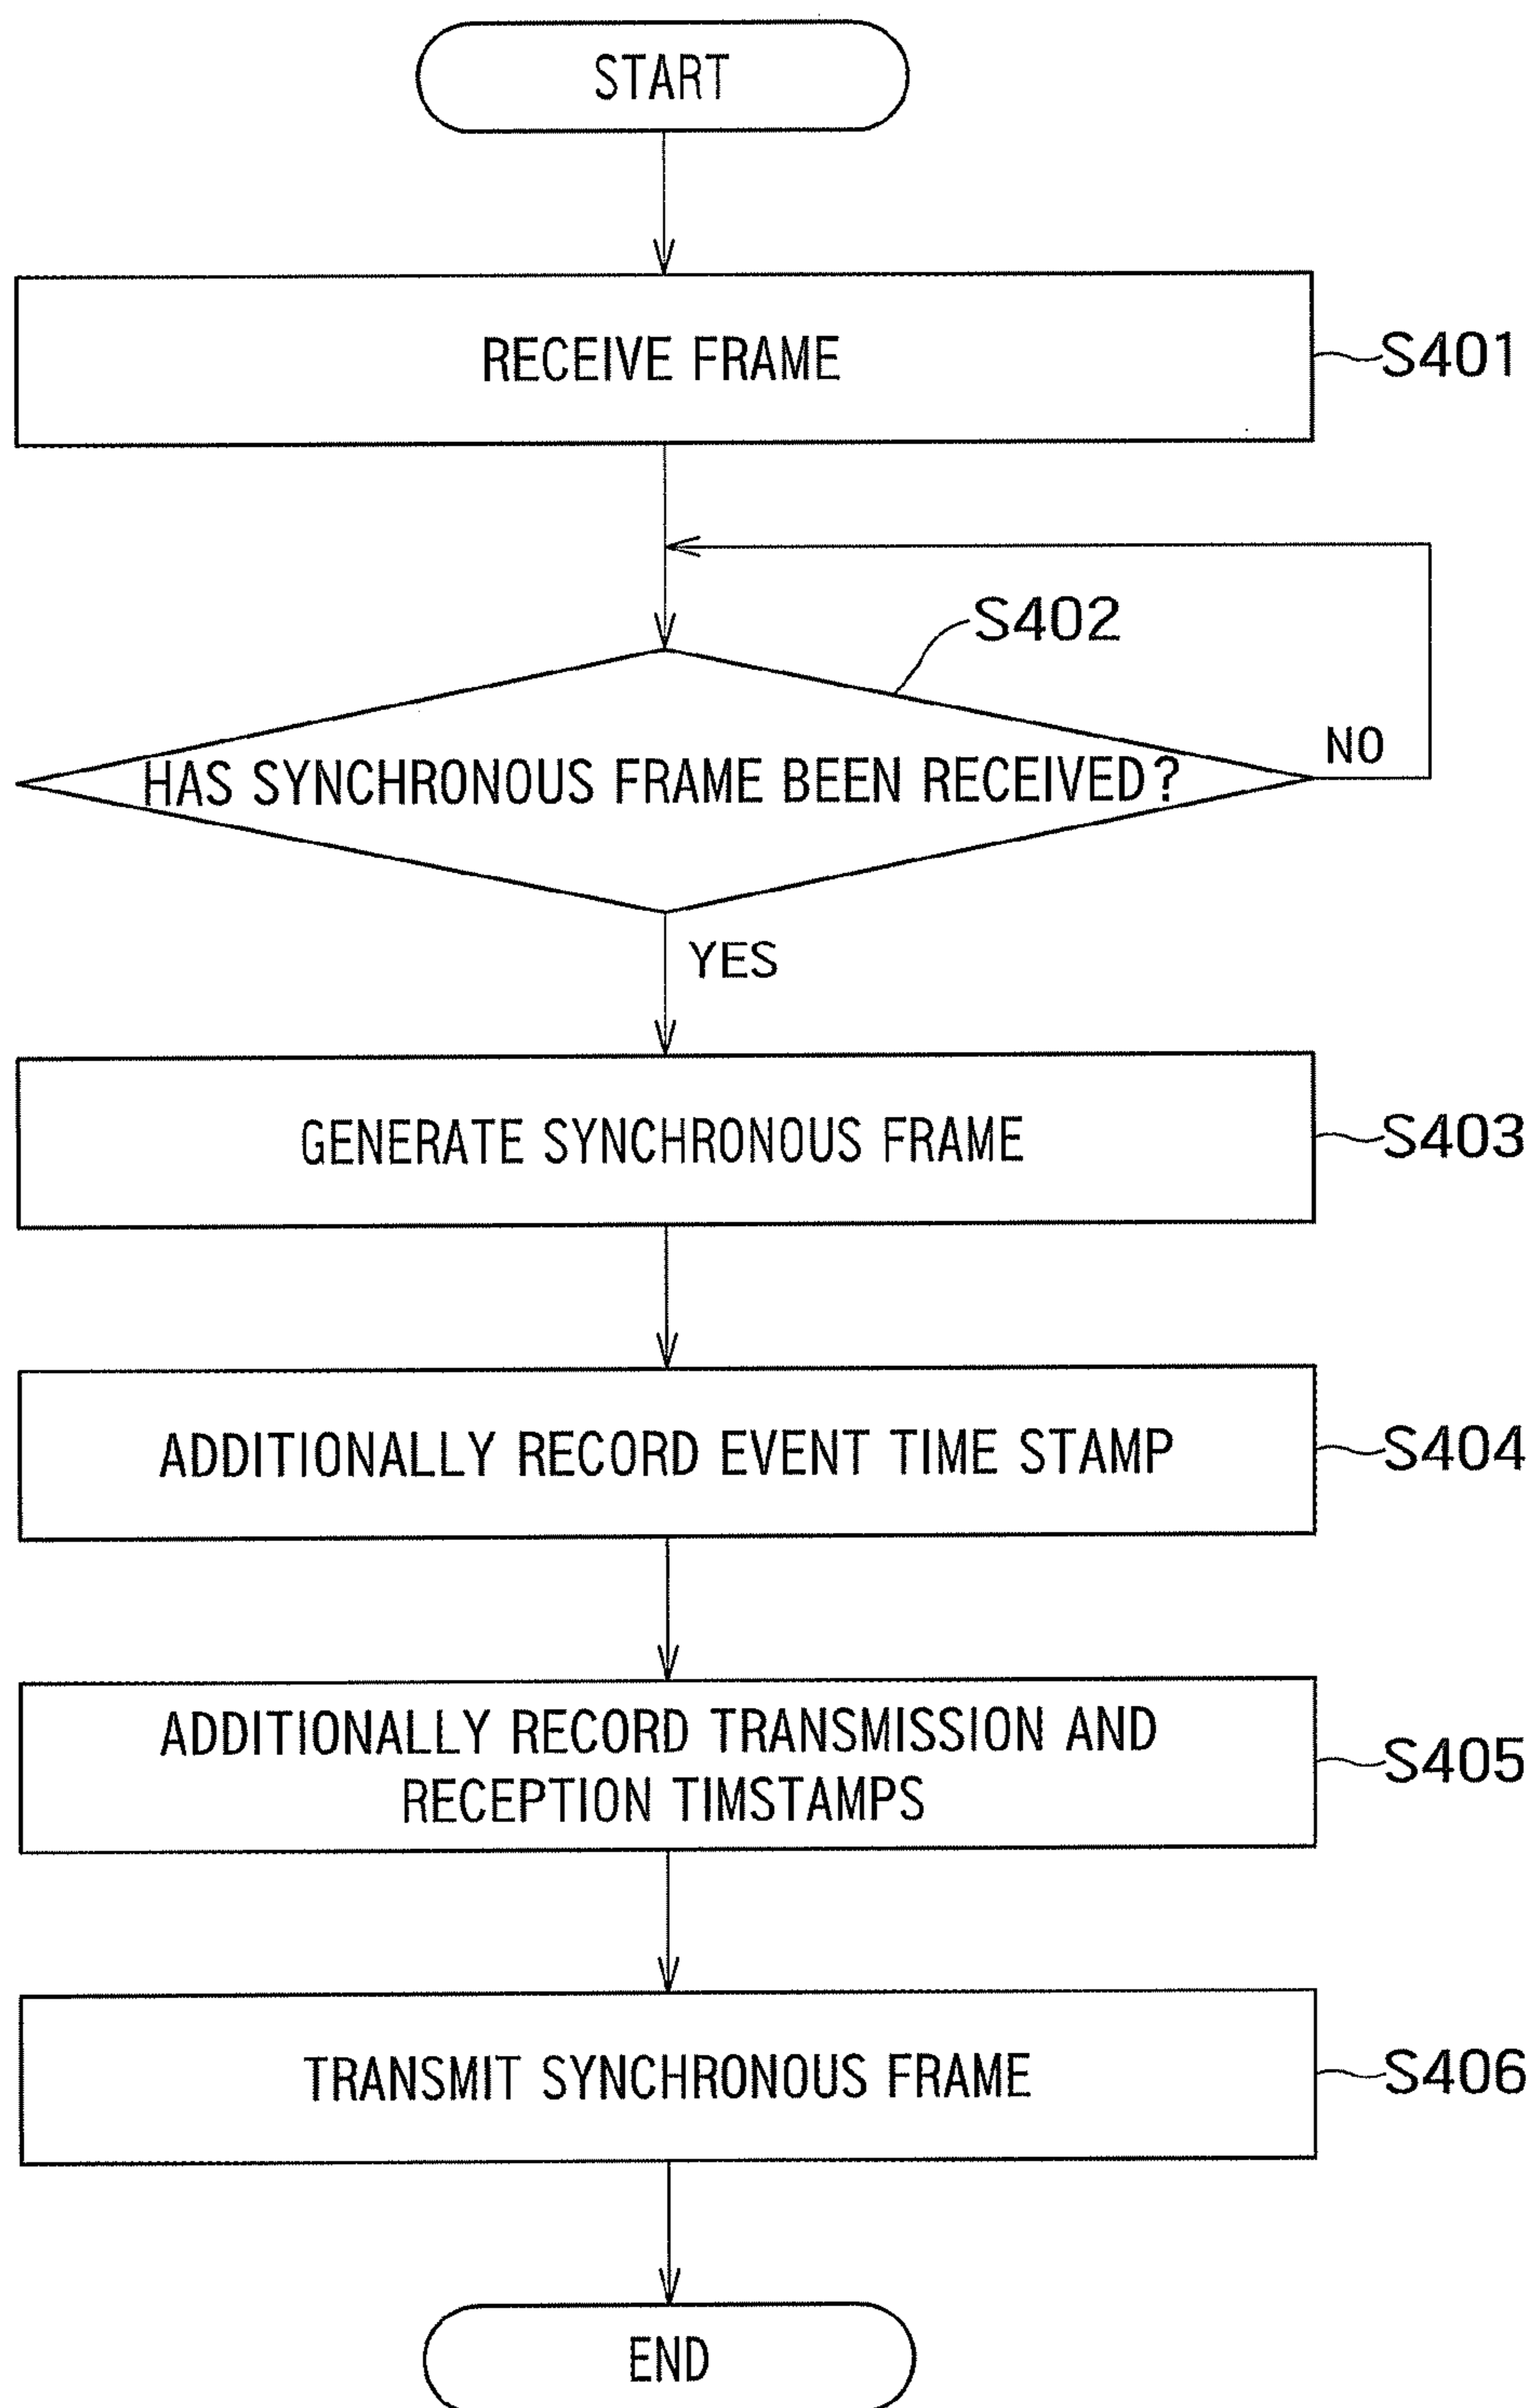 START
RECEIVE FRAME
S401
S402
HAS SYNCHRONOUS FRAME BEEN RECEIVED?
NO
YES
GENERATE SYNCHRONOUS FRAME
S403
ADDITIONALLY RECORD EVENT TIME STAMP
S404
ADDITIONALLY RECORD TRANSMISSION AND
RECEPTION TIMSTAMPS
S405
TRANSMIT SYNCHRONOUS FRAME
S406
END